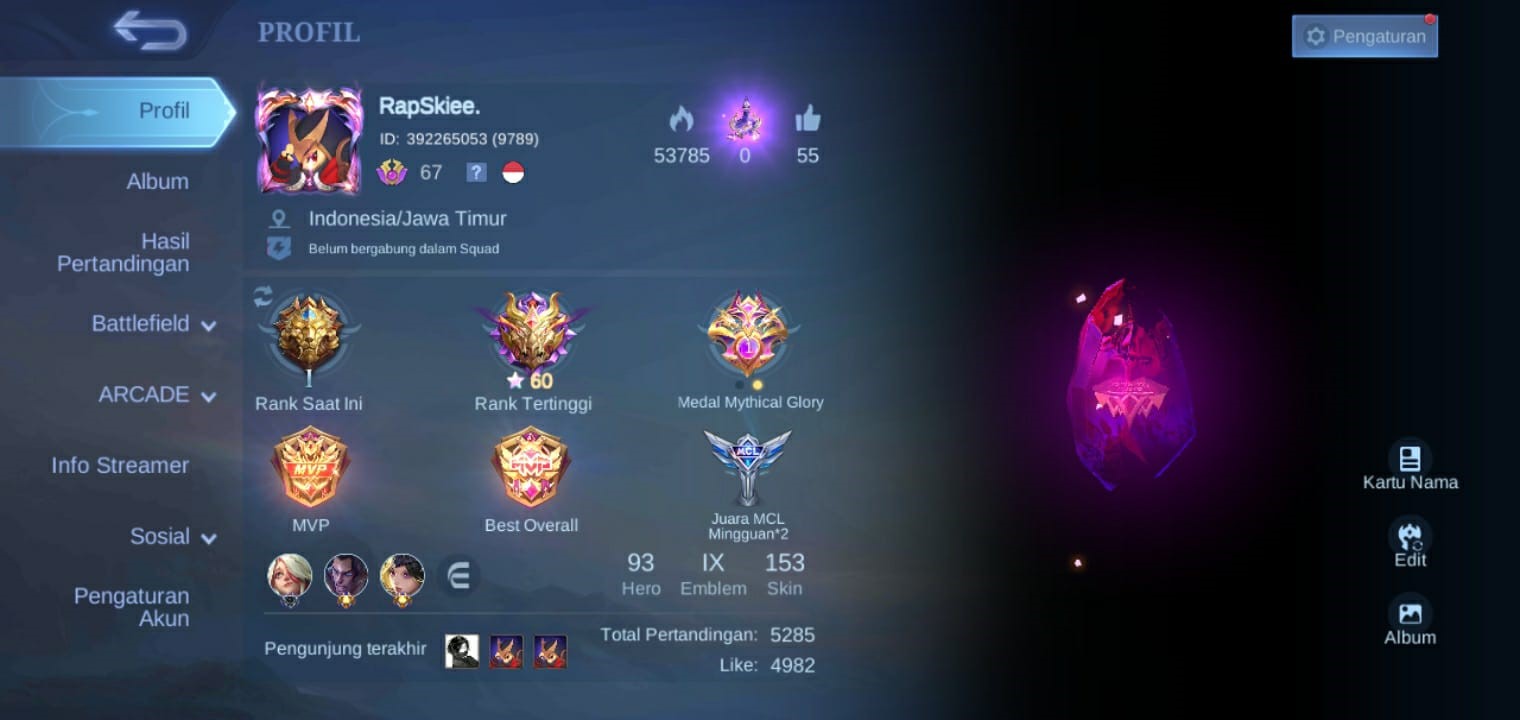 PROFIL
Pengaturan
Profil
Album
Hasil
Pertandingan
Battlefield
ARCADE
Info Streamer
Sosial
Pengaturan
Akun
RapSkiee.
ID: 392265053 (9789)
67
?
53785
0
55
Indonesia/Jawa Timur
Belum bergabung dalam Squad
I
Rank Saat Ini
60
Rank Tertinggi
1
Medal Mythical Glory
MVP
MVP
Best Overall
MCL
Juara MCL
Mingguan*2
93
Hero
IX
Emblem
153
Skin
Pengunjung terakhir
Total Pertandingan: 5285
Like: 4982
Kartu Nama
Edit
Album